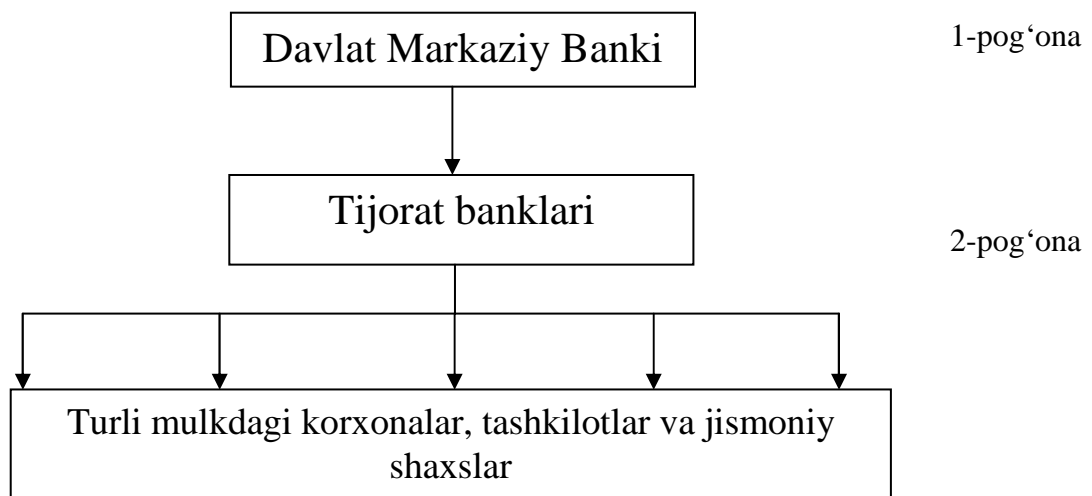 Davlat Markaziy Banki
1-pog‘ona
Tijorat banklari
2-pog‘ona
Turli mulkdagi korxonalar, tashkilotlar va jismoniy
shaxslar